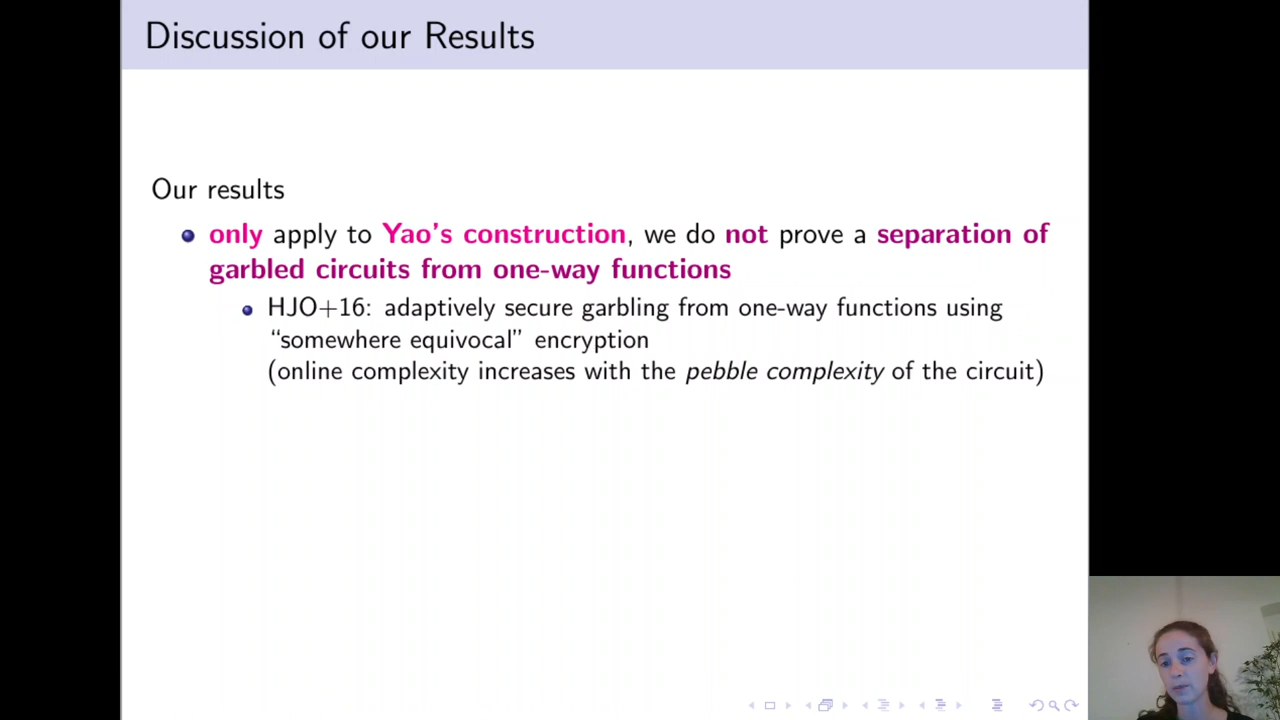 Discussion of our Results
Our results
only apply to Yao's construction, we do not prove a separation of
garbled circuits from one-way functions
HJO+16: adaptively secure garbling from one-way functions using
“somewhere equivocal” encryption
(online complexity increases with the pebble complexity of the circuit)